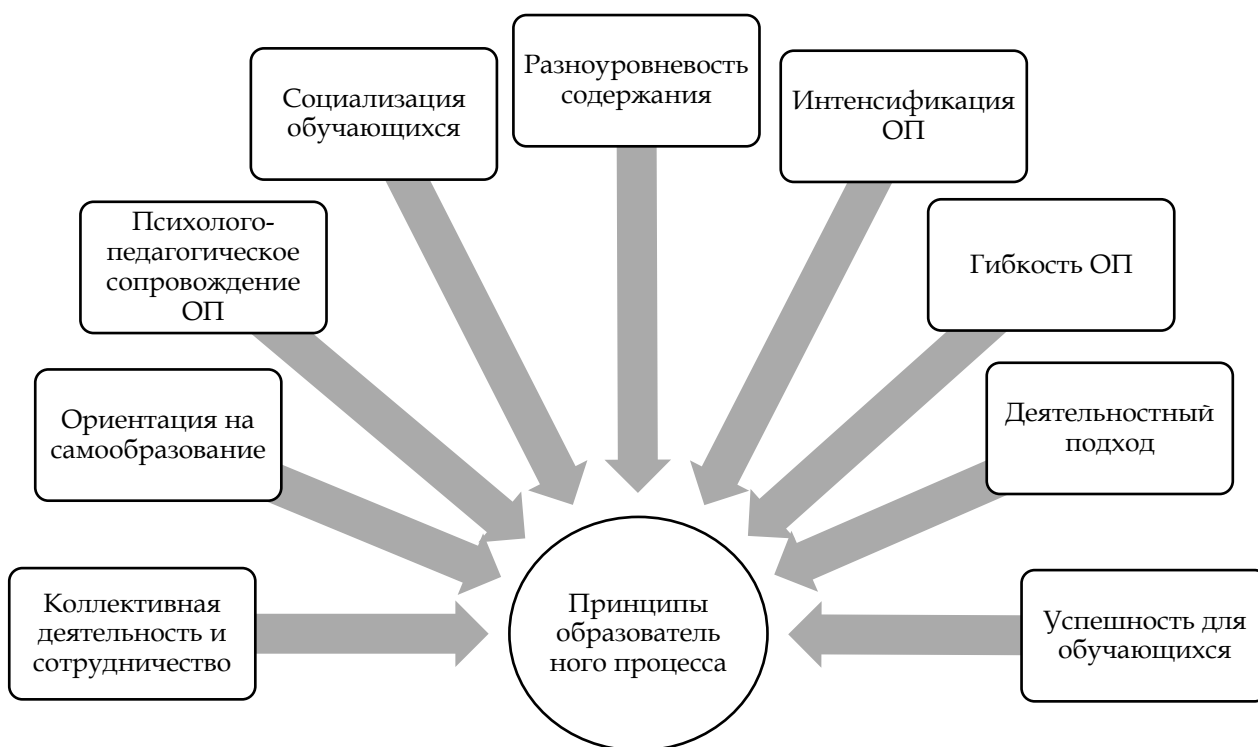 Разноуровневость
содержания
Социализация
обучающихся
Интенсификация
ОП
Психолого-
педагогическое
сопровождение
ОП
Гибкость ОП
Ориентация на
самообразование
Деятельностный
подход
Коллективная
деятельность и
сотрудничество
Принципы
образователь
ного процесса
Успешность для
обучающихся